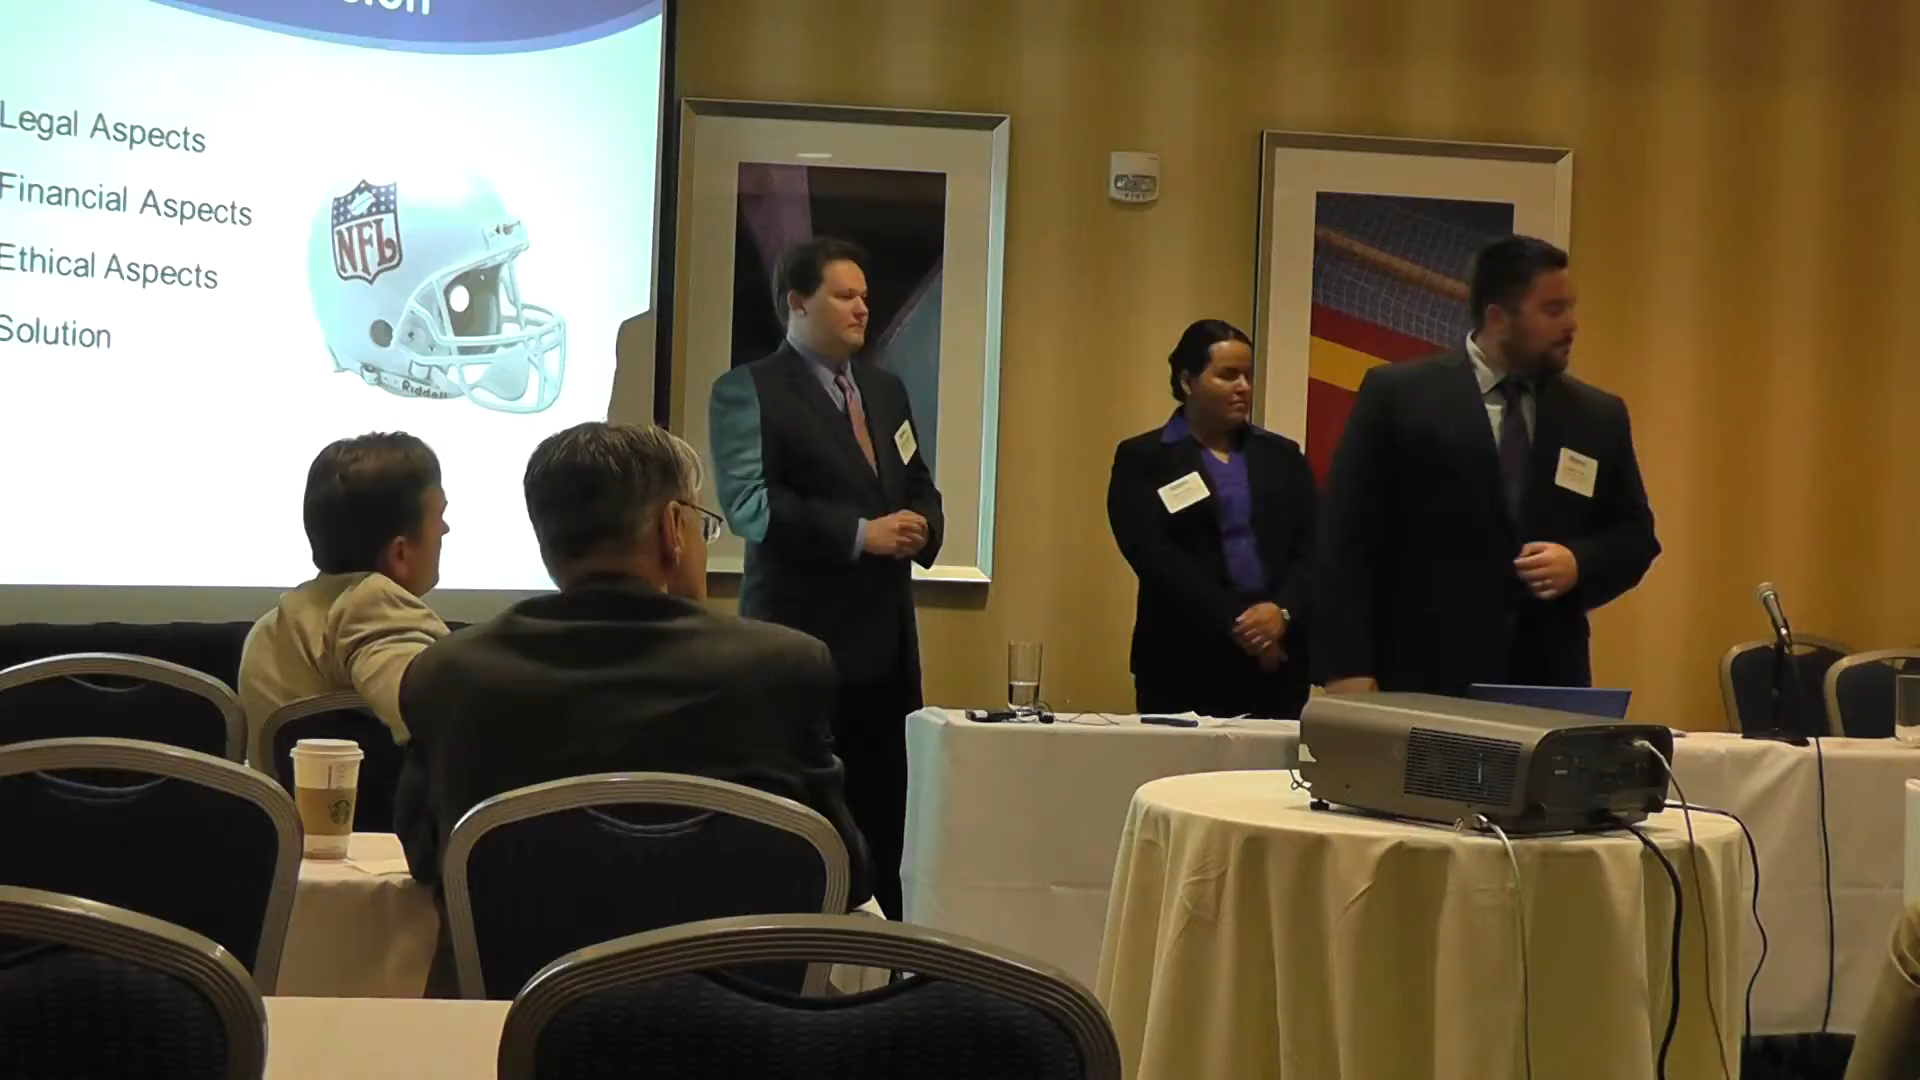 Legal Aspects
Financial Aspects
Ethical Aspects
Solution
NFL
Riddell